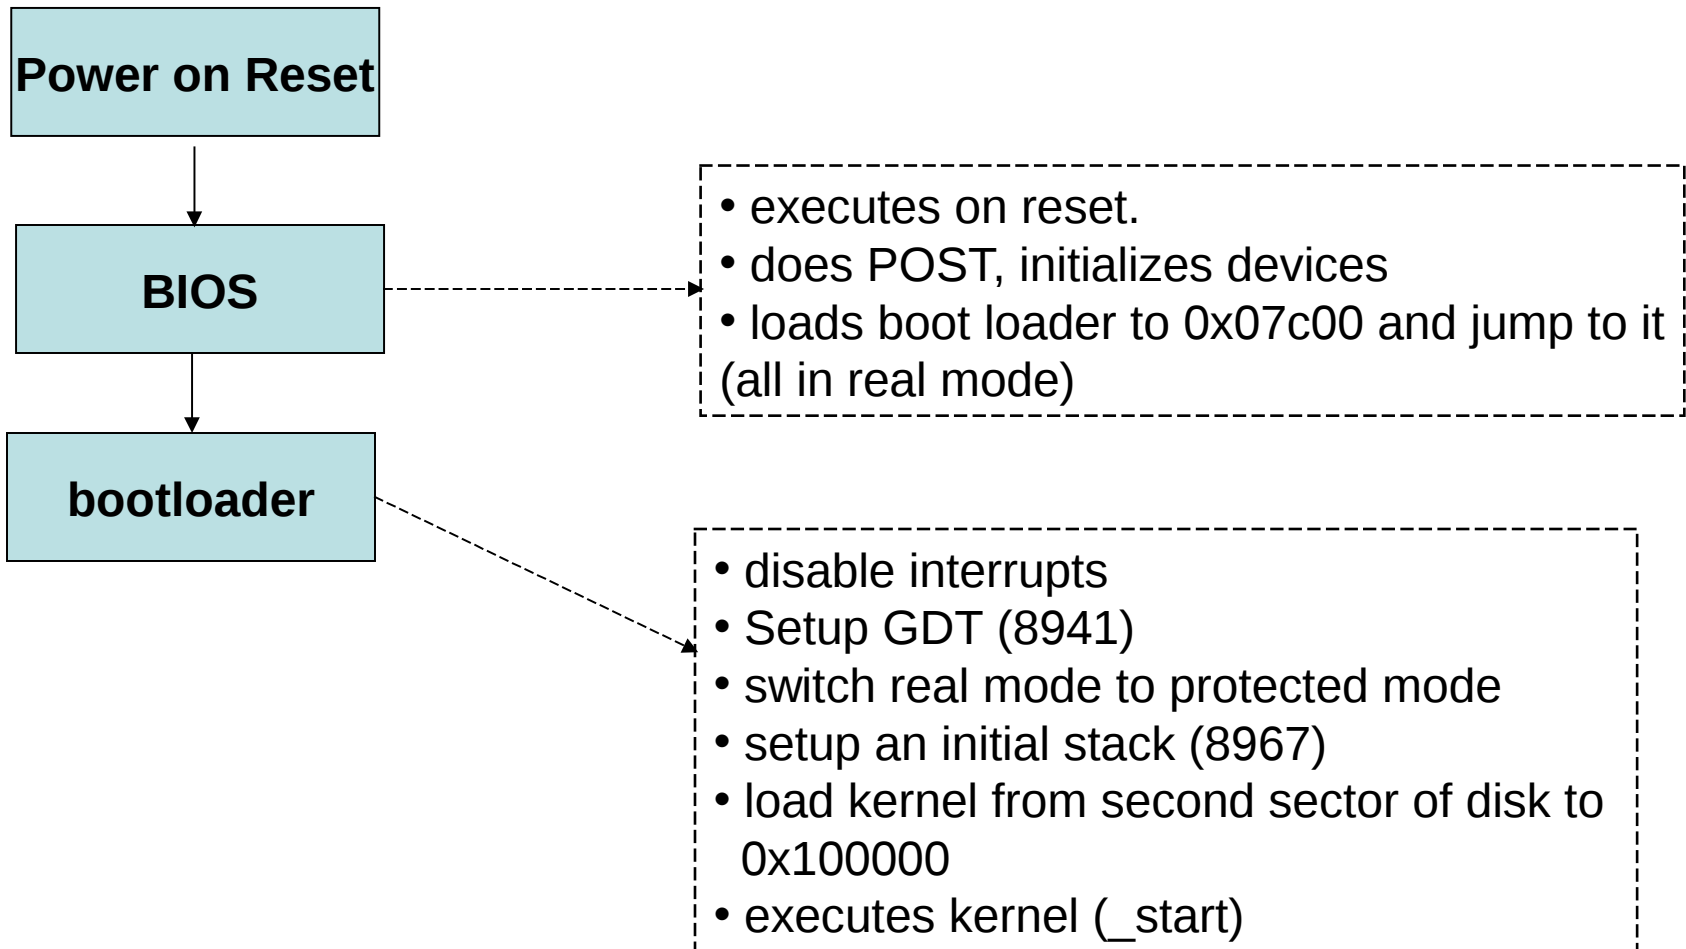 Power on Reset
BIOS
• executes on reset.
• does POST, initializes devices
• loads boot loader to 0x07c00 and jump to it
(all in real mode)
bootloader
• disable interrupts
• Setup GDT (8941)
• switch real mode to protected mode
• setup an initial stack (8967)
• load kernel from second sector of disk to
0x100000
• executes kernel (_start)